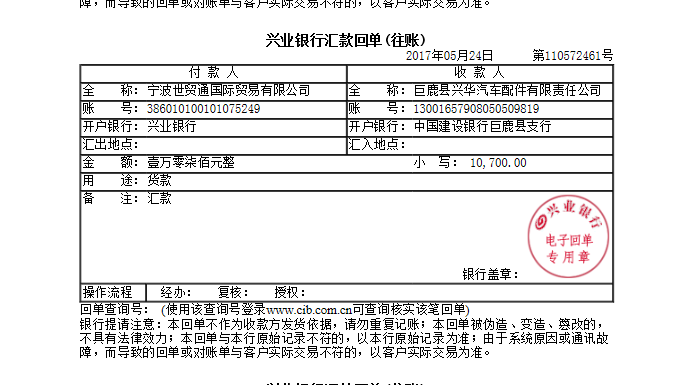 障，而导致的回单或对账单与客户实际交易不符的，以客户实际交易为准。
兴业银行汇款回单(往账)
2017年05月24日 第110572461号
付 款 人 收 款 人
全 称：宁波世贸通国际贸易有限公司 全 称：巨鹿县兴华汽车配件有限责任公司
账 号：386010100101075249 账 号：13001657908050509819
开户银行：兴业银行 开户银行：中国建设银行巨鹿县支行
汇出地点： 汇入地点：
金 额：壹万零柒佰元整 小 写： 10,700.00
用 途：货款
备 注：汇款
兴业银行
电子回单
专用章
银行盖章：
操作流程 经办： 复核： 授权：
回单查询号： (使用该查询号登录www.cib.com.cn可查询核实该笔回单)
银行提请注意：本回单不作为收款方发货依据，请勿重复记账；本回单被伪造、变造、篡改的，
不具有法律效力；本回单与本行原始记录不符的，以本行原始记录为准；由于系统原因或通讯故
障，而导致的回单或对账单与客户实际交易不符的，以客户实际交易为准。
兴业银行汇款回单(往账)